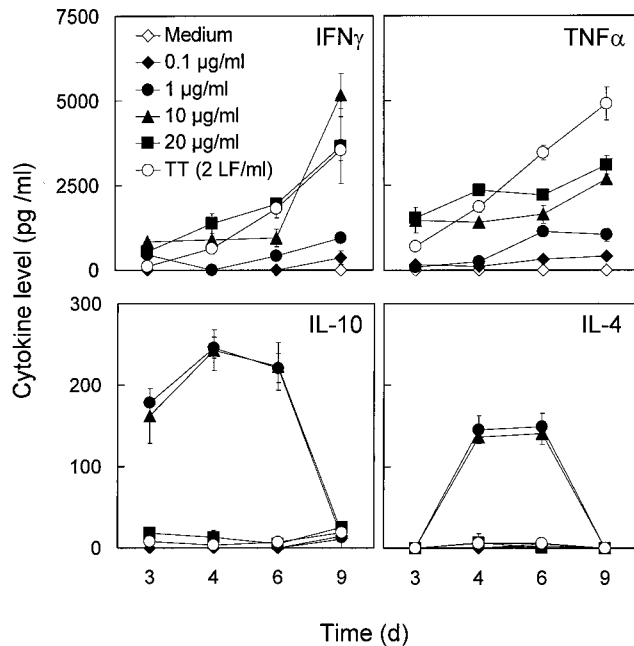 7500
5000
2500
0
IFNγ
Medium
0.1 µg/ml
1 µg/ml
10 µg/ml
20 µg/ml
TT (2 LF/ml)
TNFα
Cytokine level (pg /ml)
300
200
100
0
IL-10
IL-4
3 4 6 9
3 4 6 9
Time (d)